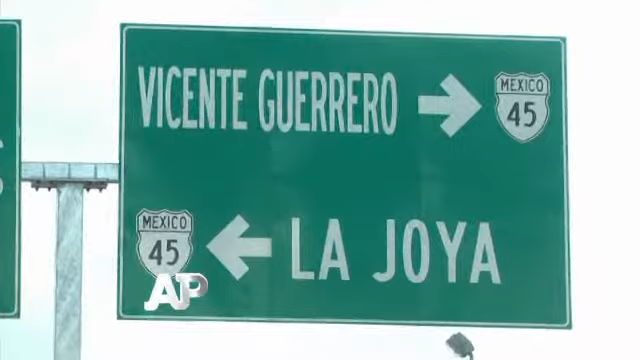 VICENTE GUERRERO → MEXICO 45
MEXICO 45 ← LA JOYA
AP